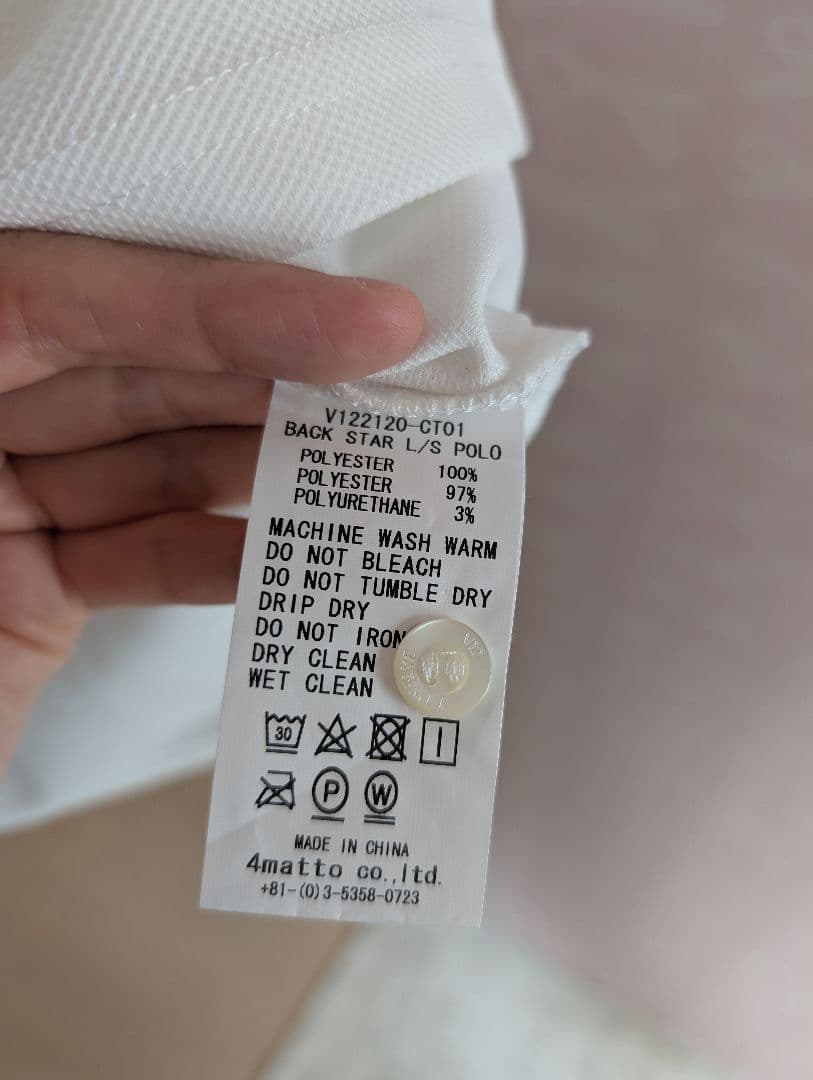 V122120-CT01
BACK STAR L/S POLO
POLYESTER 100%
POLYESTER 97%
POLYURETHANE 3%
MACHINE WASH WARM
DO NOT BLEACH
DO NOT TUMBLE DRY
DRIP DRY
DO NOT IRON
DRY CLEAN
WET CLEAN
30
P W
MADE IN CHINA
4matto co.,ltd.
+81-(0)3-5358-0723